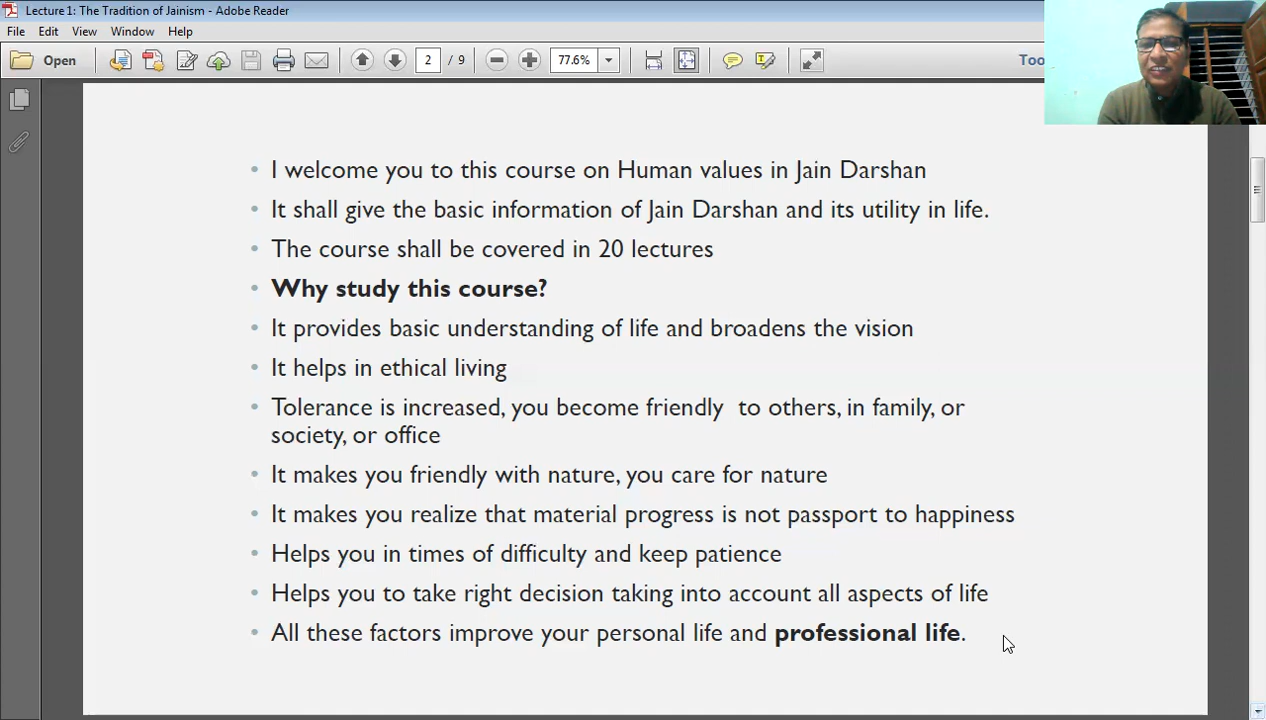 Lecture 1: The Tradition of Jainism - Adobe Reader
File Edit View Window Help
Open 2 / 9 77.6%
• I welcome you to this course on Human values in Jain Darshan
• It shall give the basic information of Jain Darshan and its utility in life.
• The course shall be covered in 20 lectures
• Why study this course?
• It provides basic understanding of life and broadens the vision
• It helps in ethical living
• Tolerance is increased, you become friendly to others, in family, or
society, or office
• It makes you friendly with nature, you care for nature
• It makes you realize that material progress is not passport to happiness
• Helps you in times of difficulty and keep patience
• Helps you to take right decision taking into account all aspects of life
• All these factors improve your personal life and professional life.